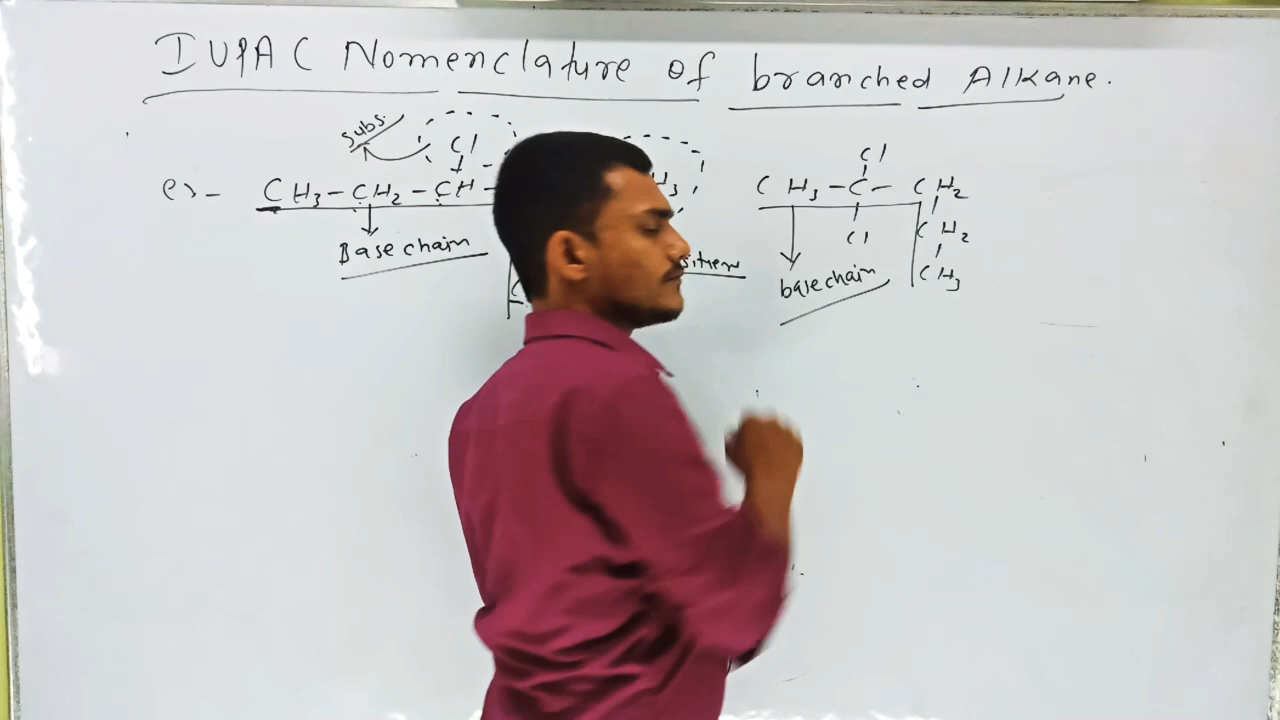 IUPAC Nomenclature of branched Alkane.
Subs. Cl Cl
CH3-CH2-CH- H3 CH3-C-CH2
Base chain Cl CH2
base chain CH3